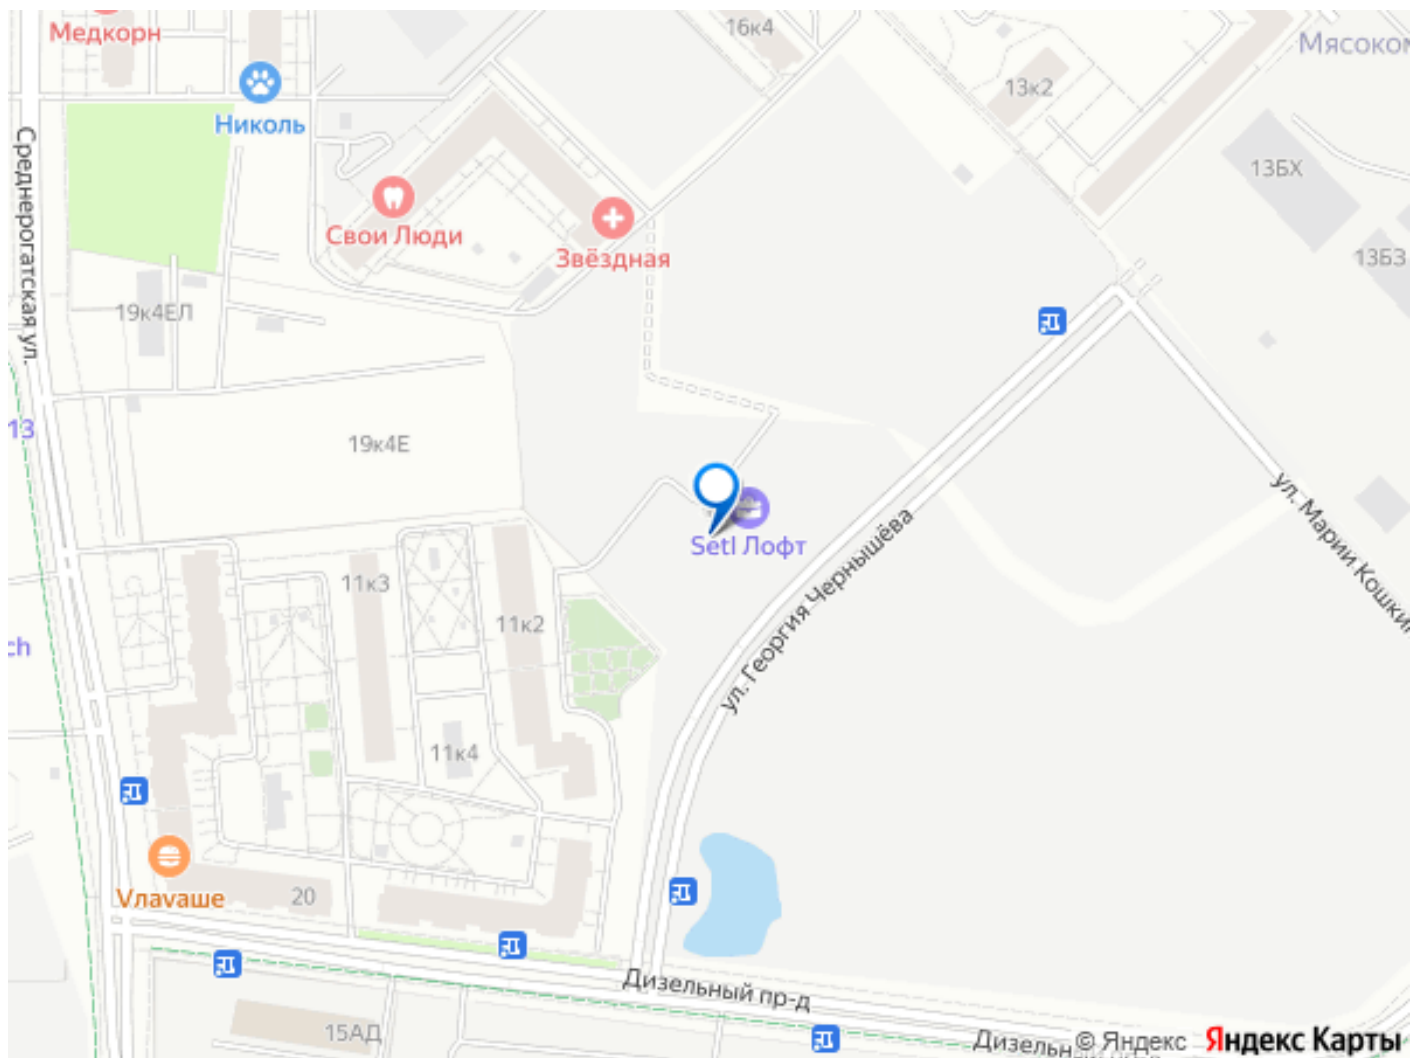 Медкорн
16к4
Мясоком
13к2
Николь
13БХ
Среднерогатская ул.
Свои Люди
Звёздная
13БЗ
19к4ЕЛ
13
19к4Е
Setl Лофт
ул. Георгия Чернышёва
ул. Марии Кошки
11к3
11к2
ch
11к4
Vлаvаше
20
Дизельный пр-д
15АД
© Яндекс
Яндекс Карты